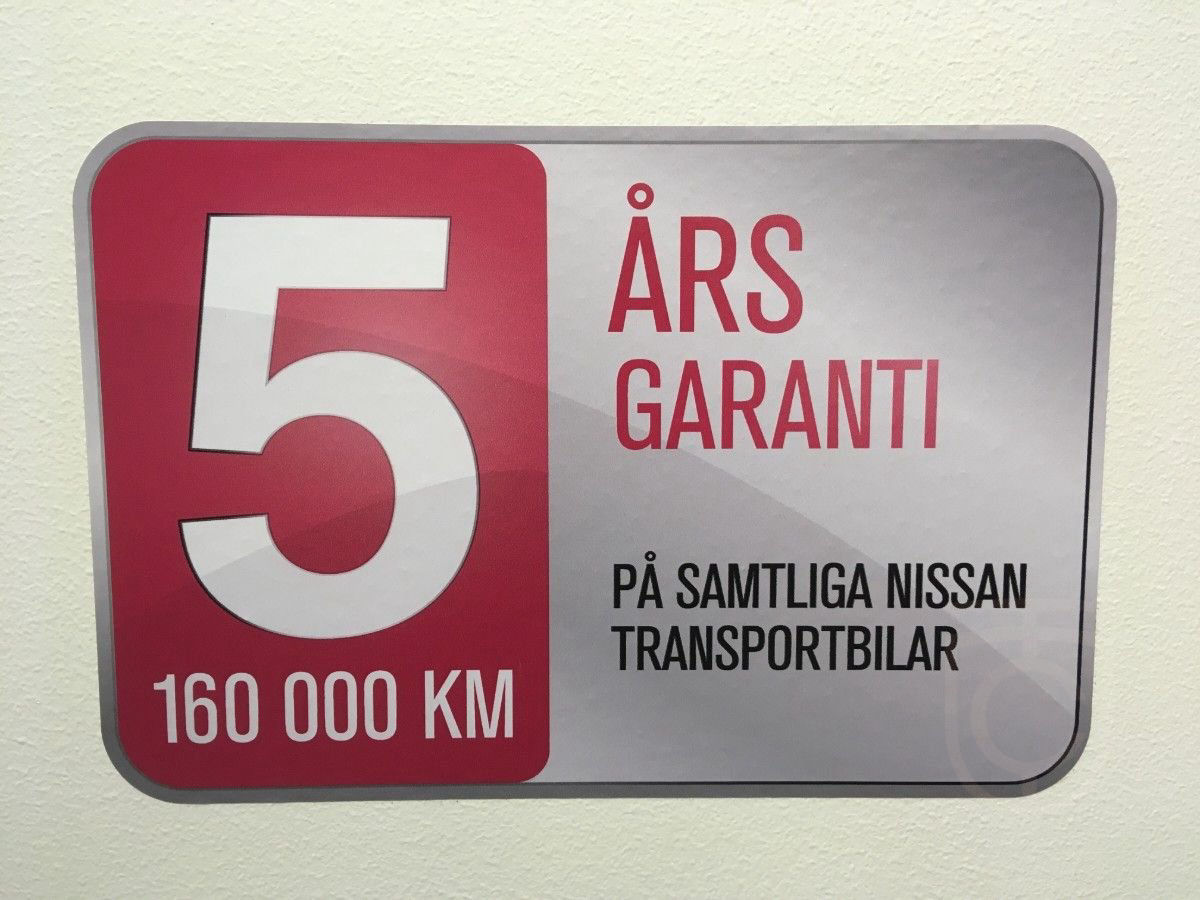 5
160 000 KM
ÅRS
GARANTI
PÅ SAMTLIGA NISSAN
TRANSPORTBILAR